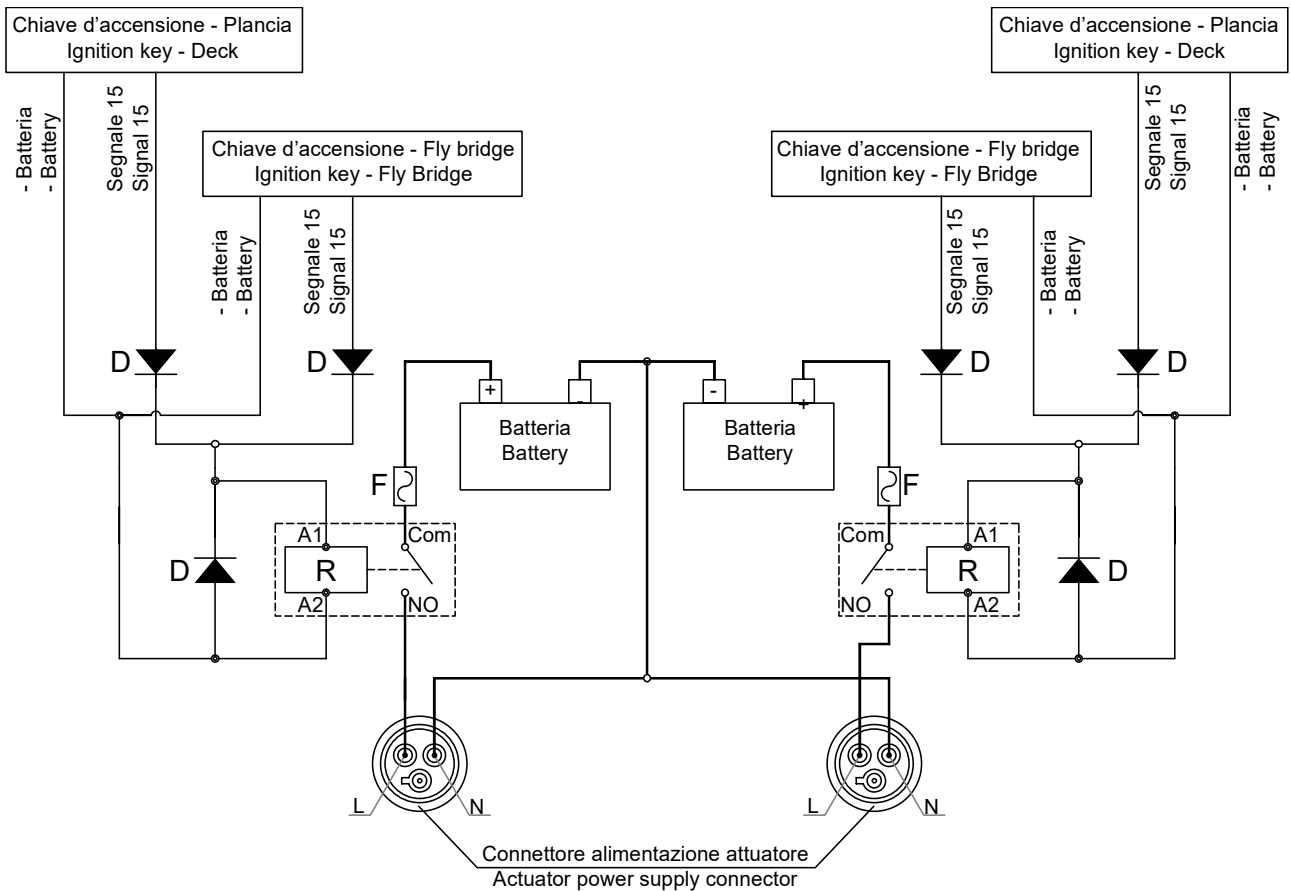 Chiave d'accensione - Plancia
Ignition key - Deck
Chiave d'accensione - Plancia
Ignition key - Deck
- Batteria
- Battery
Segnale 15
Signal 15
Segnale 15
Signal 15
- Batteria
- Battery
Chiave d'accensione - Fly bridge
Ignition key - Fly Bridge
Chiave d'accensione - Fly bridge
Ignition key - Fly Bridge
- Batteria
- Battery
Segnale 15
Signal 15
Segnale 15
Signal 15
- Batteria
- Battery
D
D
D
D
+
-
-
+
Batteria
Battery
Batteria
Battery
F
F
A1
Com
Com
A1
D
R
R
D
A2
NO
NO
A2
L
N
L
N
Connettore alimentazione attuatore
Actuator power supply connector